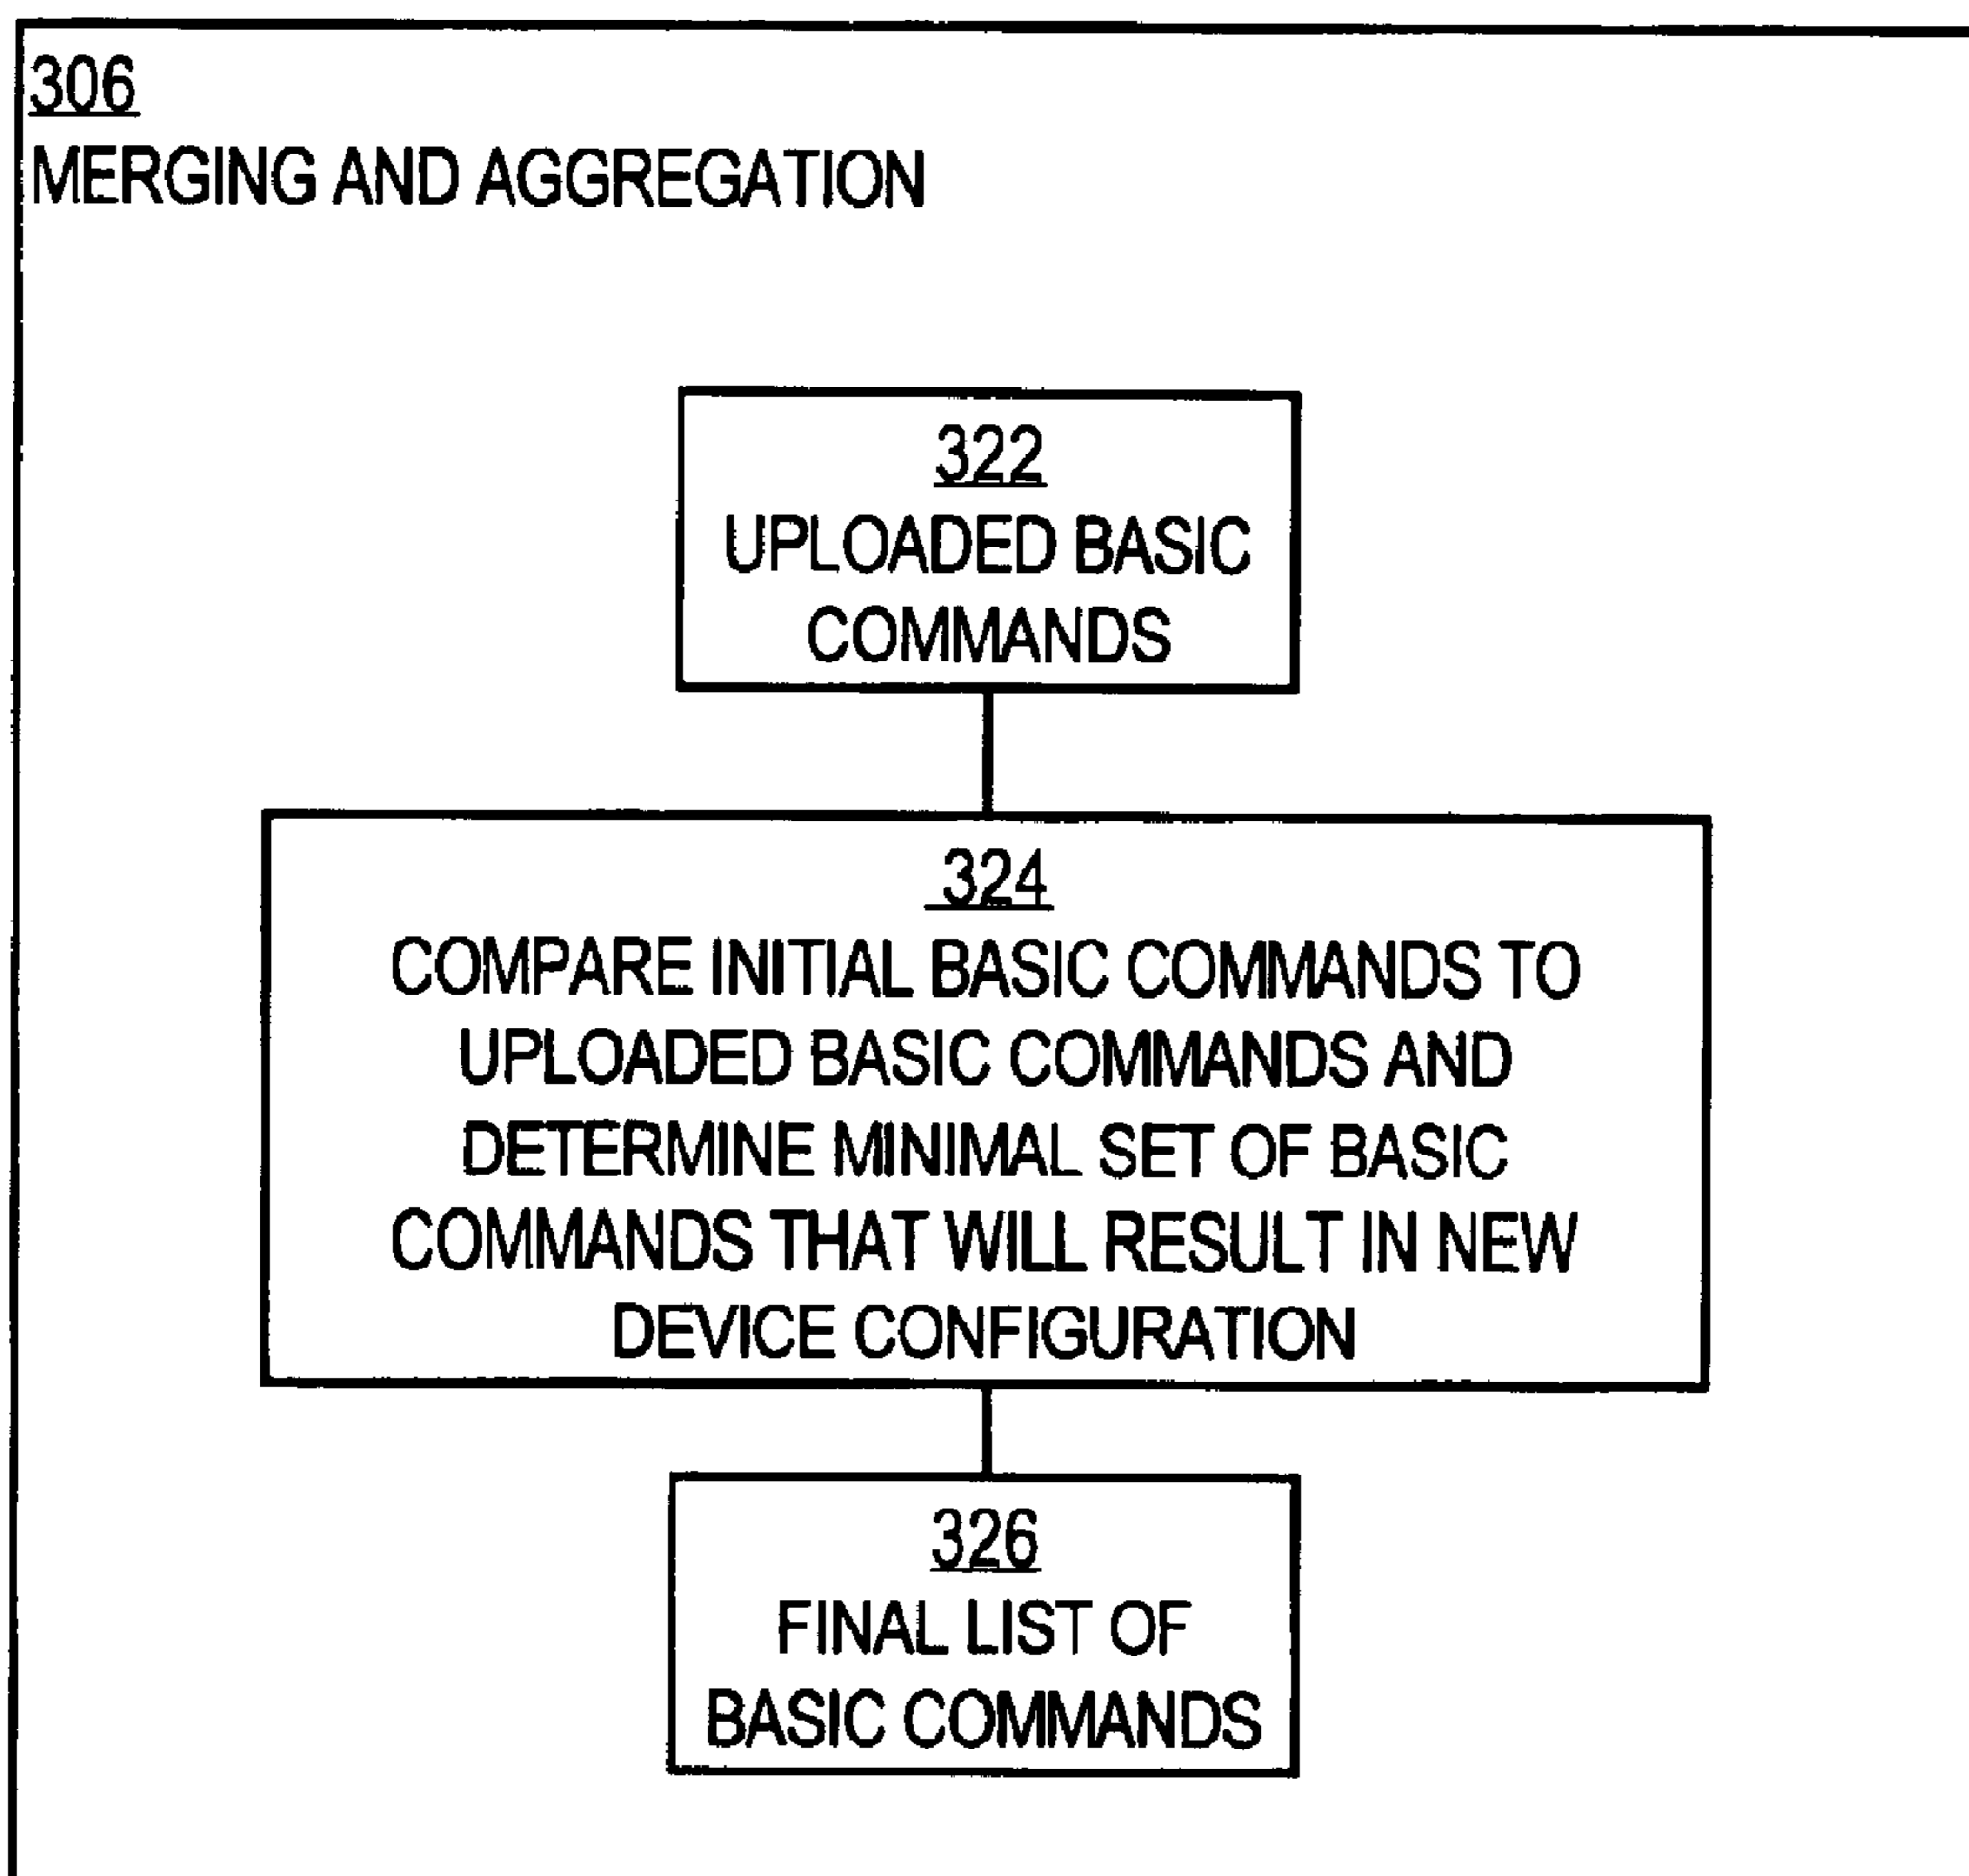 306
MERGING AND AGGREGATION
322
UPLOADED BASIC
COMMANDS
324
COMPARE INITIAL BASIC COMMANDS TO
UPLOADED BASIC COMMANDS AND
DETERMINE MINIMAL SET OF BASIC
COMMANDS THAT WILL RESULT IN NEW
DEVICE CONFIGURATION
326
FINAL LIST OF
BASIC COMMANDS